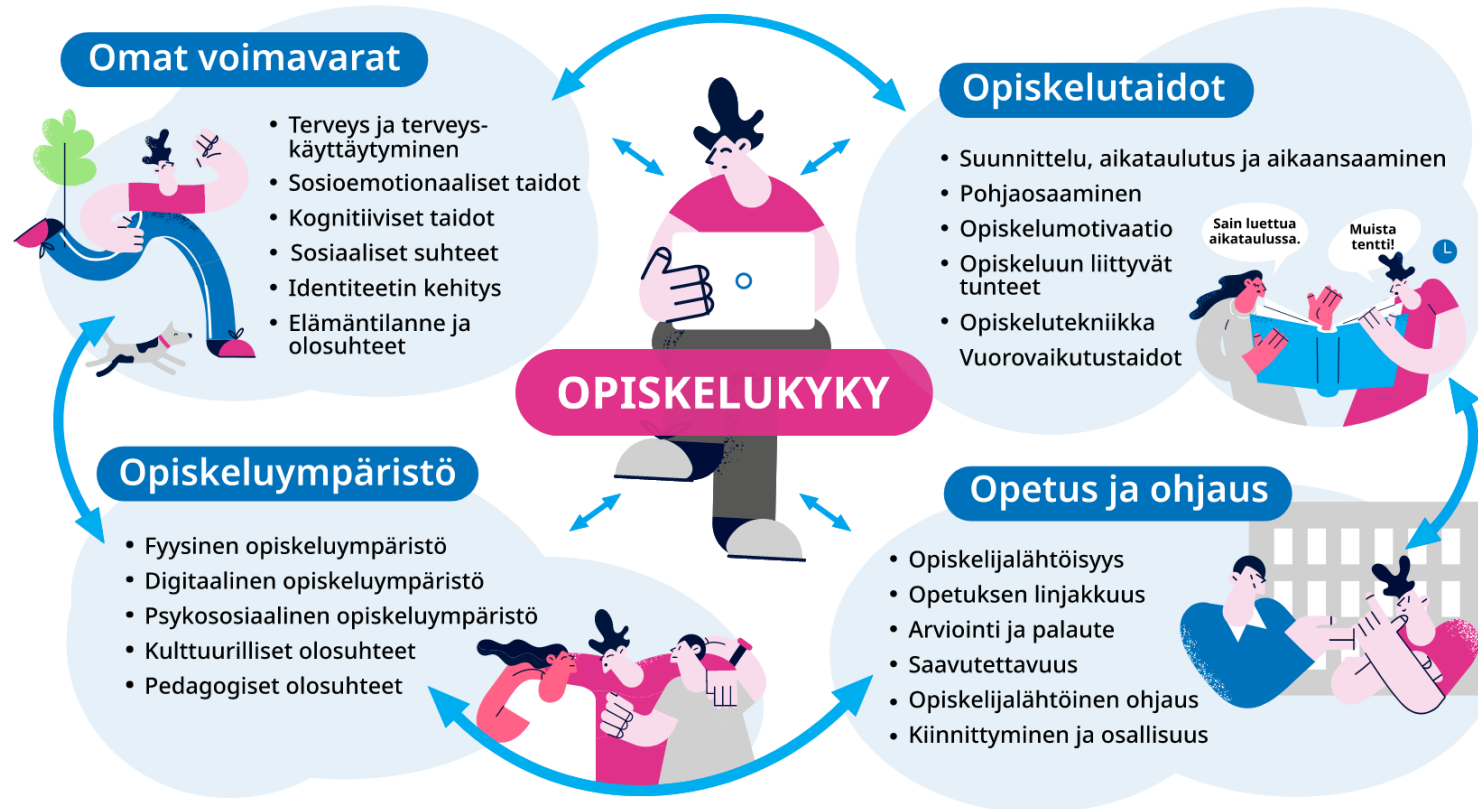 Omat voimavarat
• Terveys ja terveys-
käyttäytyminen
• Sosioemotionaaliset taidot
• Kognitiiviset taidot
• Sosiaaliset suhteet
• Identiteetin kehitys
• Elämäntilanne ja
olosuhteet
Opiskelutaidot
• Suunnittelu, aikataulutus ja aikaansaaminen
• Pohjaosaaminen
• Opiskelumotivaatio
• Opiskeluun liittyvät
tunteet
• Opiskelutekniikka
Vuorovaikutustaidot
Sain luettua
aikataulussa.
Muista
tentti!
OPISKELUKYKY
Opiskeluympäristö
• Fyysinen opiskeluympäristö
• Digitaalinen opiskeluympäristö
• Psykososiaalinen opiskeluympäristö
• Kulttuurilliset olosuhteet
• Pedagogiset olosuhteet
Opetus ja ohjaus
• Opiskelijalähtöisyys
• Opetuksen linjakkuus
• Arviointi ja palaute
• Saavutettavuus
• Opiskelijalähtöinen ohjaus
• Kiinnittyminen ja osallisuus